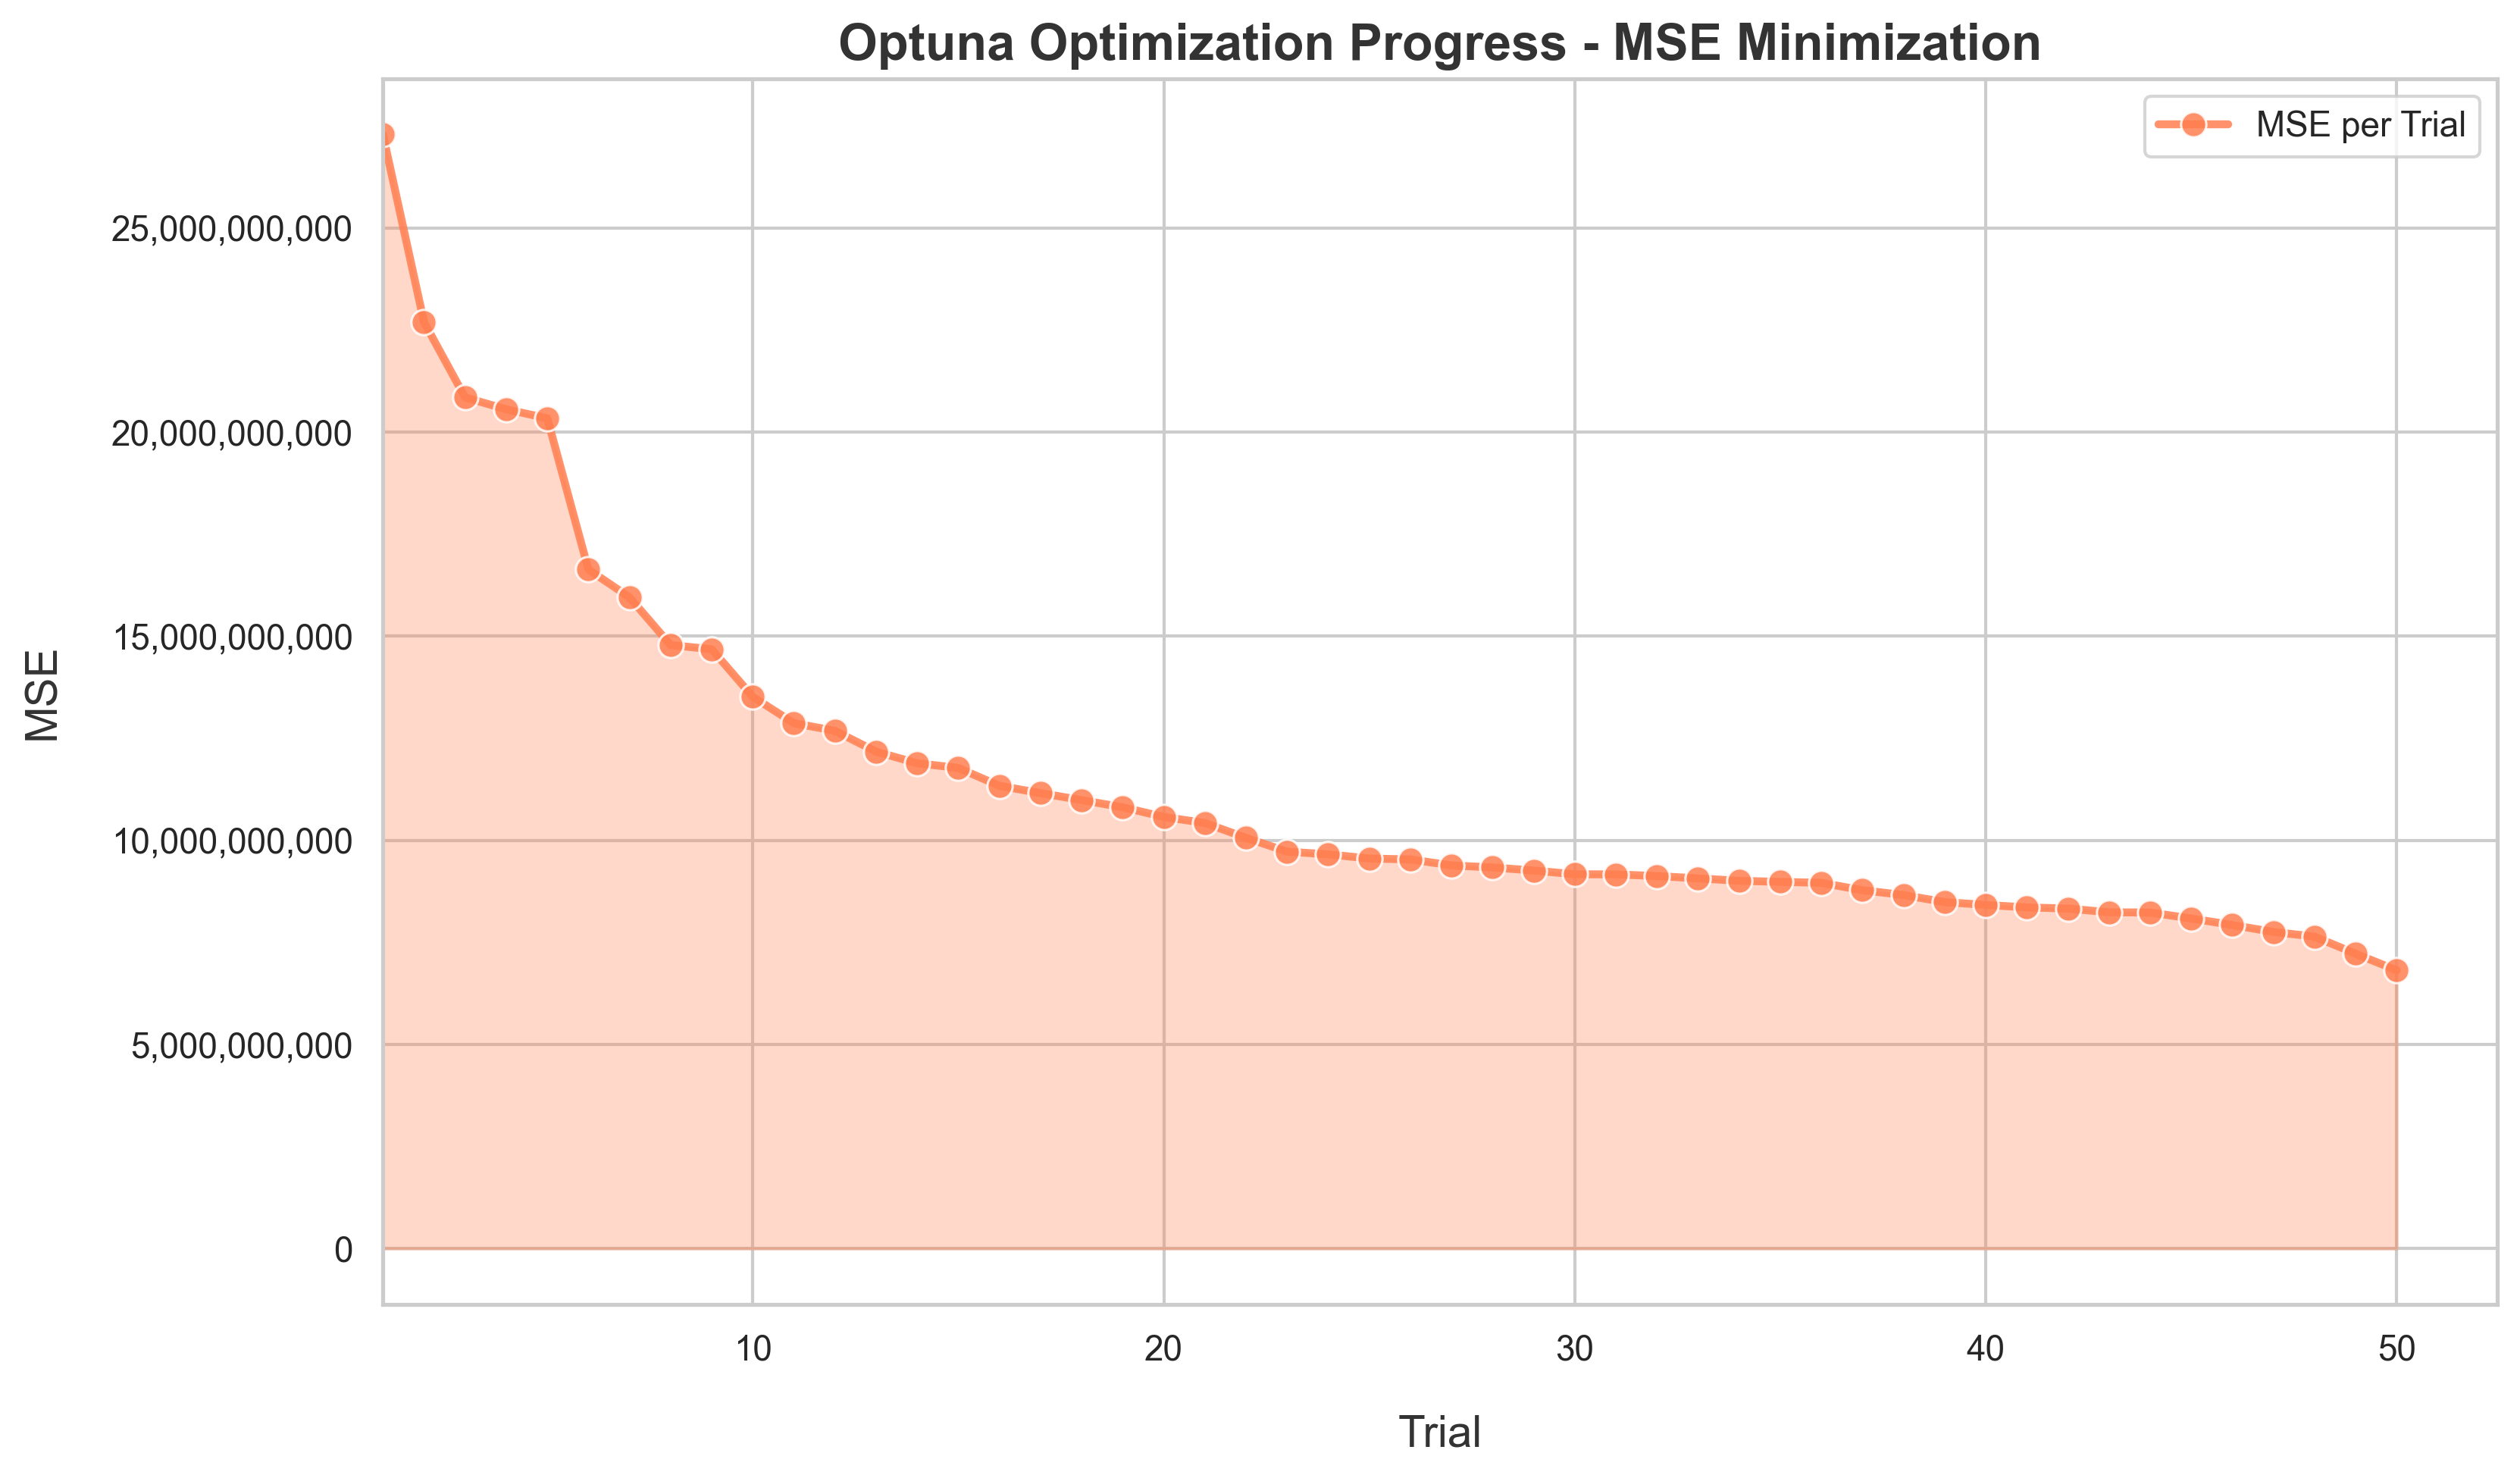 Optuna Optimization Progress - MSE Minimization
MSE per Trial
25,000,000,000
20,000,000,000
15,000,000,000
10,000,000,000
5,000,000,000
0
MSE
10 20 30 40 50
Trial